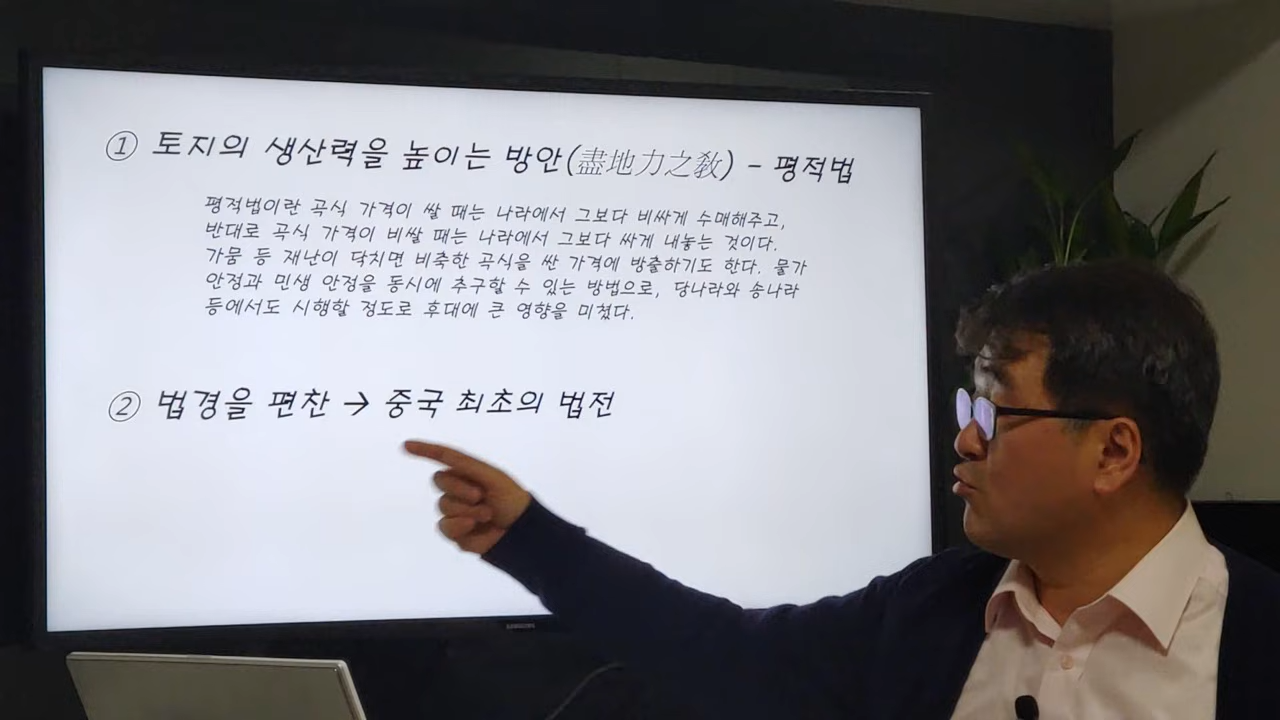 ① 토지의 생산력을 높이는 방안(盡地力之敎) - 평적법
평적법이란 곡식 가격이 쌀 때는 나라에서 그보다 비싸게 수매해주고,
반대로 곡식 가격이 비쌀 때는 나라에서 그보다 싸게 내놓는 것이다.
가뭄 등 재난이 닥치면 비축한 곡식을 싼 가격에 방출하기도 한다. 물가
안정과 민생 안정을 동시에 추구할 수 있는 방법으로, 당나라와 송나라
등에서도 시행할 정도로 후대에 큰 영향을 미쳤다.
② 법경을 편찬 → 중국 최초의 법전
SAMSUNG